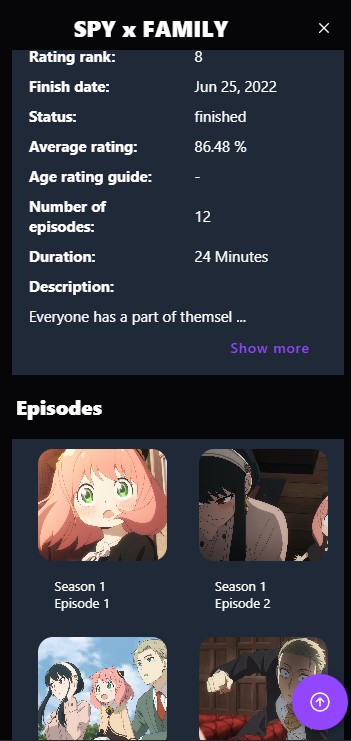 SPY x FAMILY
Rating rank: 8
Finish date: Jun 25, 2022
Status: finished
Average rating: 86.48 %
Age rating guide: -
Number of
episodes: 12
Duration: 24 Minutes
Description:
Everyone has a part of themsel ...
Show more
Episodes
Season 1
Episode 1
Season 1
Episode 2